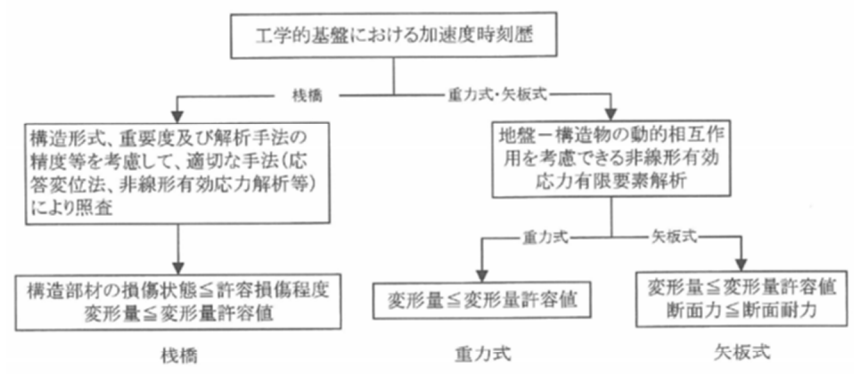 工学的基盤における加速度時刻歴
桟橋
重力式・矢板式
構造形式、重要度及び解析手法の
精度等を考慮して、適切な手法(応
答変位法、非線形有効応力解析等)
により照査
地盤－構造物の動的相互作
用を考慮できる非線形有効
応力有限要素解析
重力式
矢板式
構造部材の損傷状態≦許容損傷程度
変形量≦変形量許容値
変形量≦変形量許容値
変形量≦変形量許容値
断面力≦断面耐力
桟橋
重力式
矢板式